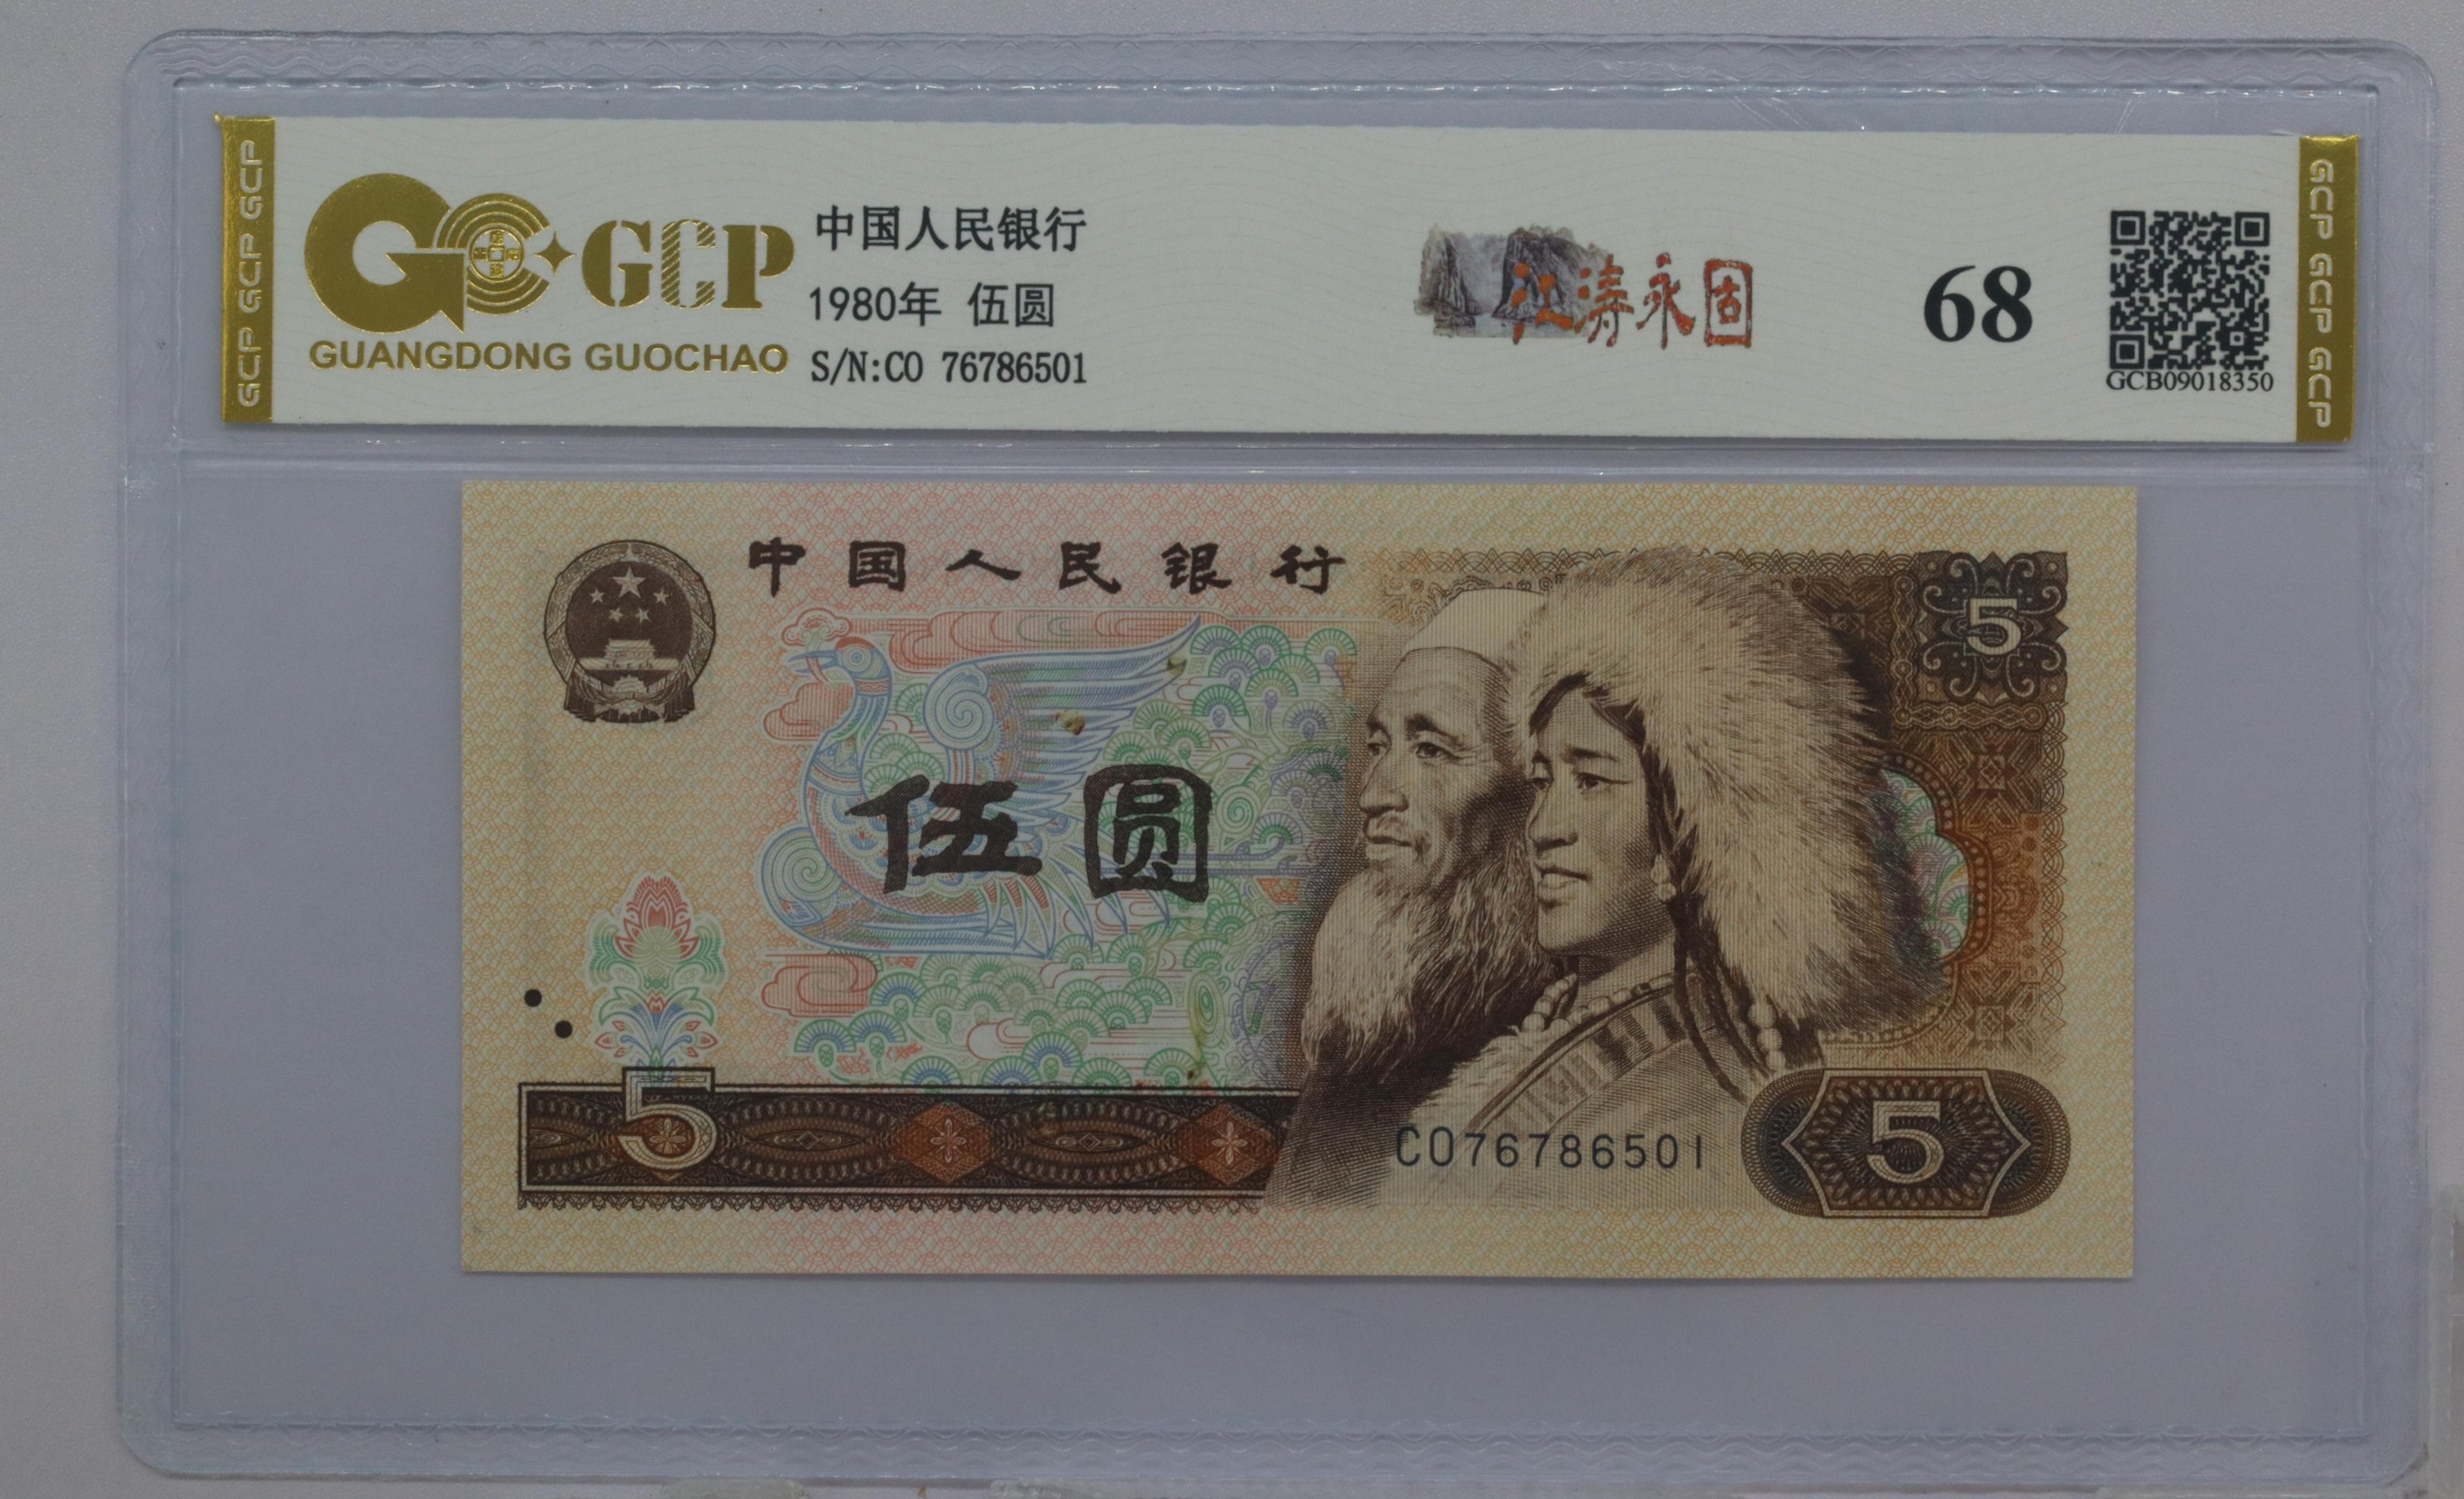 GCP GCP GCP
GCP
GUANGDONG GUOCHAO
中国人民银行
1980年 伍圆
S/N:CO 76786501
江涛永固
68
GCB09018350
GCP GCP GCP
中国人民银行
5
伍圆
5
CO76786501
5